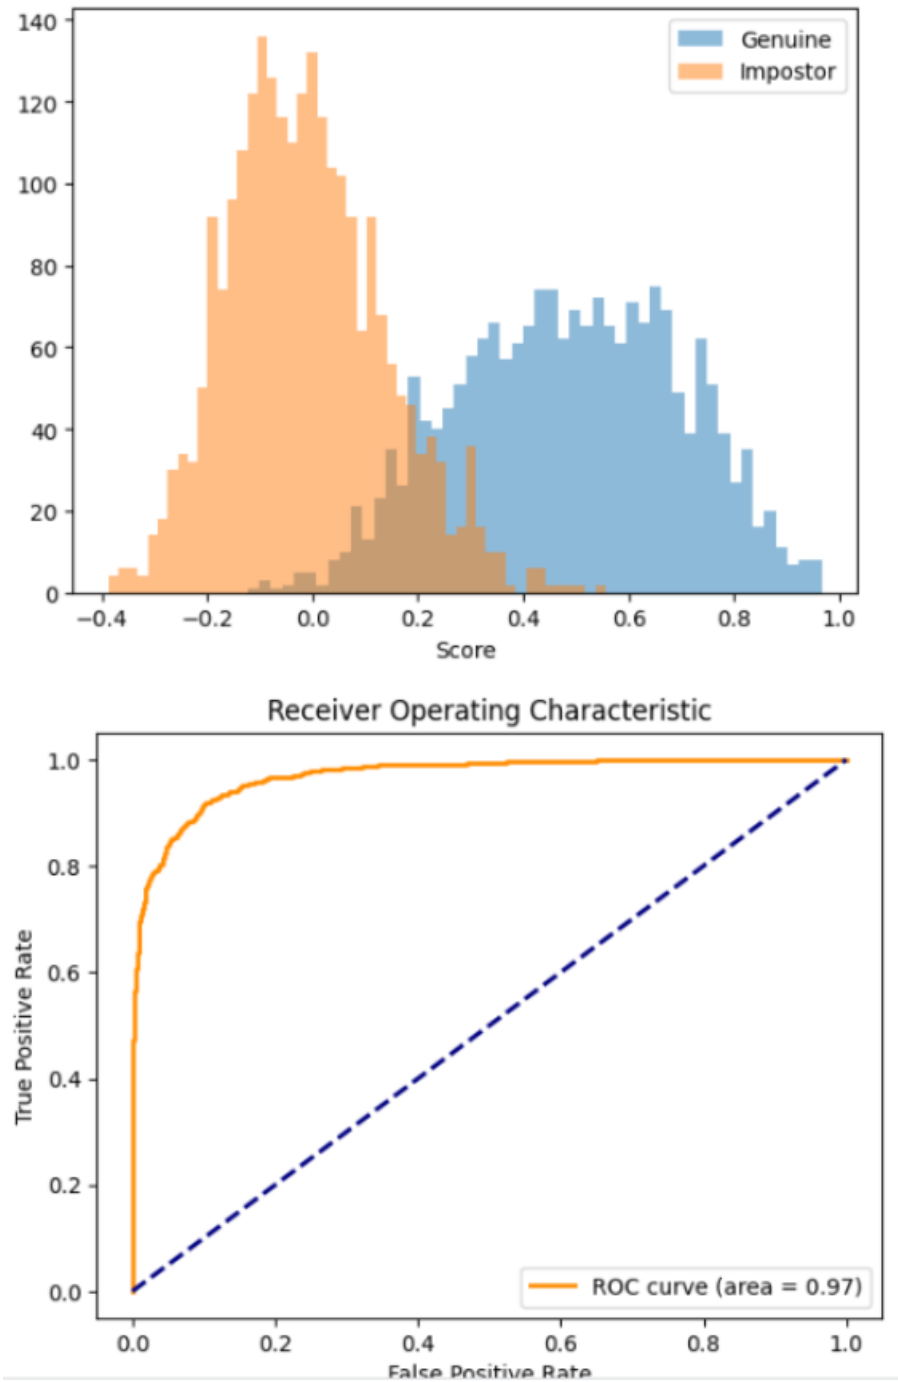 140
120
100
80
60
40
20
0
Genuine
Impostor
−0.4 −0.2 0.0 0.2 0.4 0.6 0.8 1.0
Score
Receiver Operating Characteristic
1.0
0.8
0.6
0.4
0.2
0.0
True Positive Rate
ROC curve (area = 0.97)
0.0 0.2 0.4 0.6 0.8 1.0
False Positive Rate